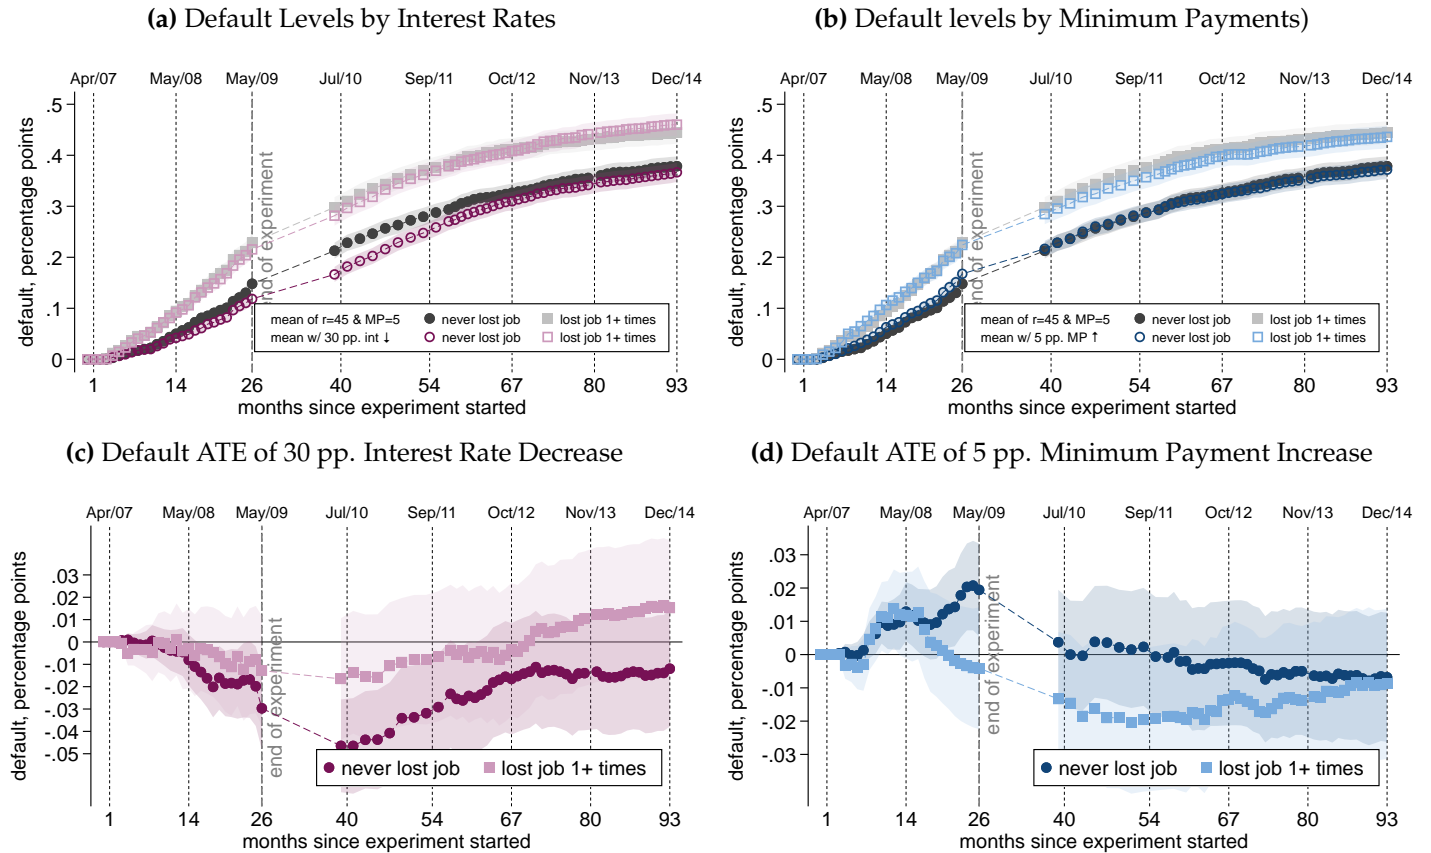 (a) Default Levels by Interest Rates
Apr/07 May/08 May/09 Jul/10 Sep/11 Oct/12 Nov/13 Dec/14
default, percentage points
.5
.4
.3
.2
.1
0
end of experiment
mean of r=45 & MP=5 never lost job lost job 1+ times
mean w/ 30 pp. int ↓ never lost job lost job 1+ times
1 14 26 40 54 67 80 93
months since experiment started
(b) Default levels by Minimum Payments)
Apr/07 May/08 May/09 Jul/10 Sep/11 Oct/12 Nov/13 Dec/14
default, percentage points
.5
.4
.3
.2
.1
0
end of experiment
mean of r=45 & MP=5 never lost job lost job 1+ times
mean w/ 5 pp. MP ↑ never lost job lost job 1+ times
1 14 26 40 54 67 80 93
months since experiment started
(c) Default ATE of 30 pp. Interest Rate Decrease
Apr/07 May/08 May/09 Jul/10 Sep/11 Oct/12 Nov/13 Dec/14
default, percentage points
.03
.02
.01
0
-.01
-.02
-.03
-.04
-.05
end of experiment
never lost job lost job 1+ times
1 14 26 40 54 67 80 93
months since experiment started
(d) Default ATE of 5 pp. Minimum Payment Increase
Apr/07 May/08 May/09 Jul/10 Sep/11 Oct/12 Nov/13 Dec/14
default, percentage points
.03
.02
.01
0
-.01
-.02
-.03
end of experiment
never lost job lost job 1+ times
1 14 26 40 54 67 80 93
months since experiment started